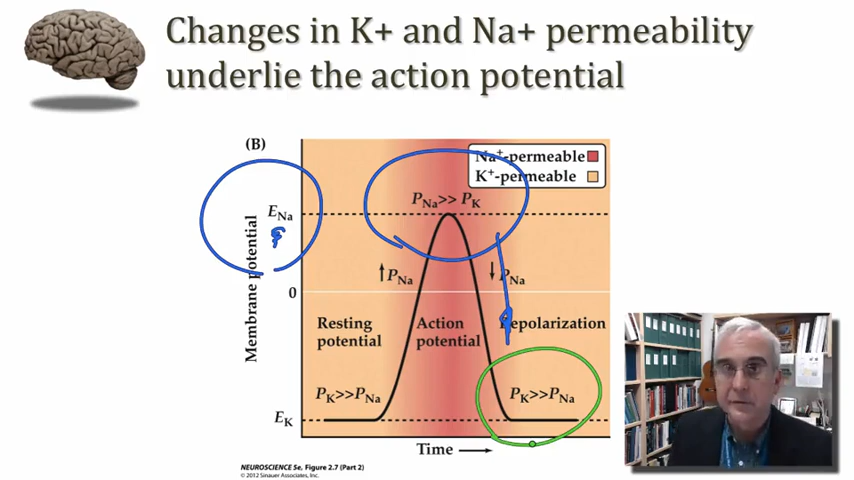 Changes in K+ and Na+ permeability
underlie the action potential
(B)
Na+-permeable
K+-permeable
PNa>> PK
ENa
Membrane potential
↑PNa
↓PNa
0
Resting
potential
Action
potential
epolarization
PK>>PNa
PK>>PNa
EK
Time
NEUROSCIENCE 5e, Figure 2.7 (Part 2)
© 2012 Sinauer Associates, Inc.